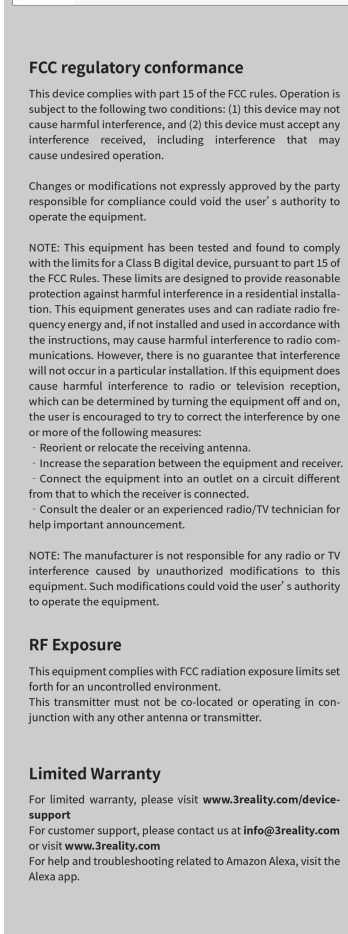 FCC regulatory conformance
This device complies with part 15 of the FCC rules. Operation is
subject to the following two conditions: (1) this device may not
cause harmful interference, and (2) this device must accept any
interference received, including interference that may
cause undesired operation.
Changes or modifications not expressly approved by the party
responsible for compliance could void the user's authority to
operate the equipment.
NOTE: This equipment has been tested and found to comply
with the limits for a Class B digital device, pursuant to part 15 of
the FCC Rules. These limits are designed to provide reasonable
protection against harmful interference in a residential installa-
tion. This equipment generates uses and can radiate radio fre-
quency energy and, if not installed and used in accordance with
the instructions, may cause harmful interference to radio com-
munications. However, there is no guarantee that interference
will not occur in a particular installation. If this equipment does
cause harmful interference to radio or television reception,
which can be determined by turning the equipment off and on,
the user is encouraged to try to correct the interference by one
or more of the following measures:
- Reorient or relocate the receiving antenna.
- Increase the separation between the equipment and receiver.
- Connect the equipment into an outlet on a circuit different
from that to which the receiver is connected.
- Consult the dealer or an experienced radio/TV technician for
help important announcement.
NOTE: The manufacturer is not responsible for any radio or TV
interference caused by unauthorized modifications to this
equipment. Such modifications could void the user's authority
to operate the equipment.
RF Exposure
This equipment complies with FCC radiation exposure limits set
forth for an uncontrolled environment.
This transmitter must not be co-located or operating in con-
junction with any other antenna or transmitter.
Limited Warranty
For limited warranty, please visit www.3reality.com/device-
support
For customer support, please contact us at info@3reality.com
or visit www.3reality.com
For help and troubleshooting related to Amazon Alexa, visit the
Alexa app.